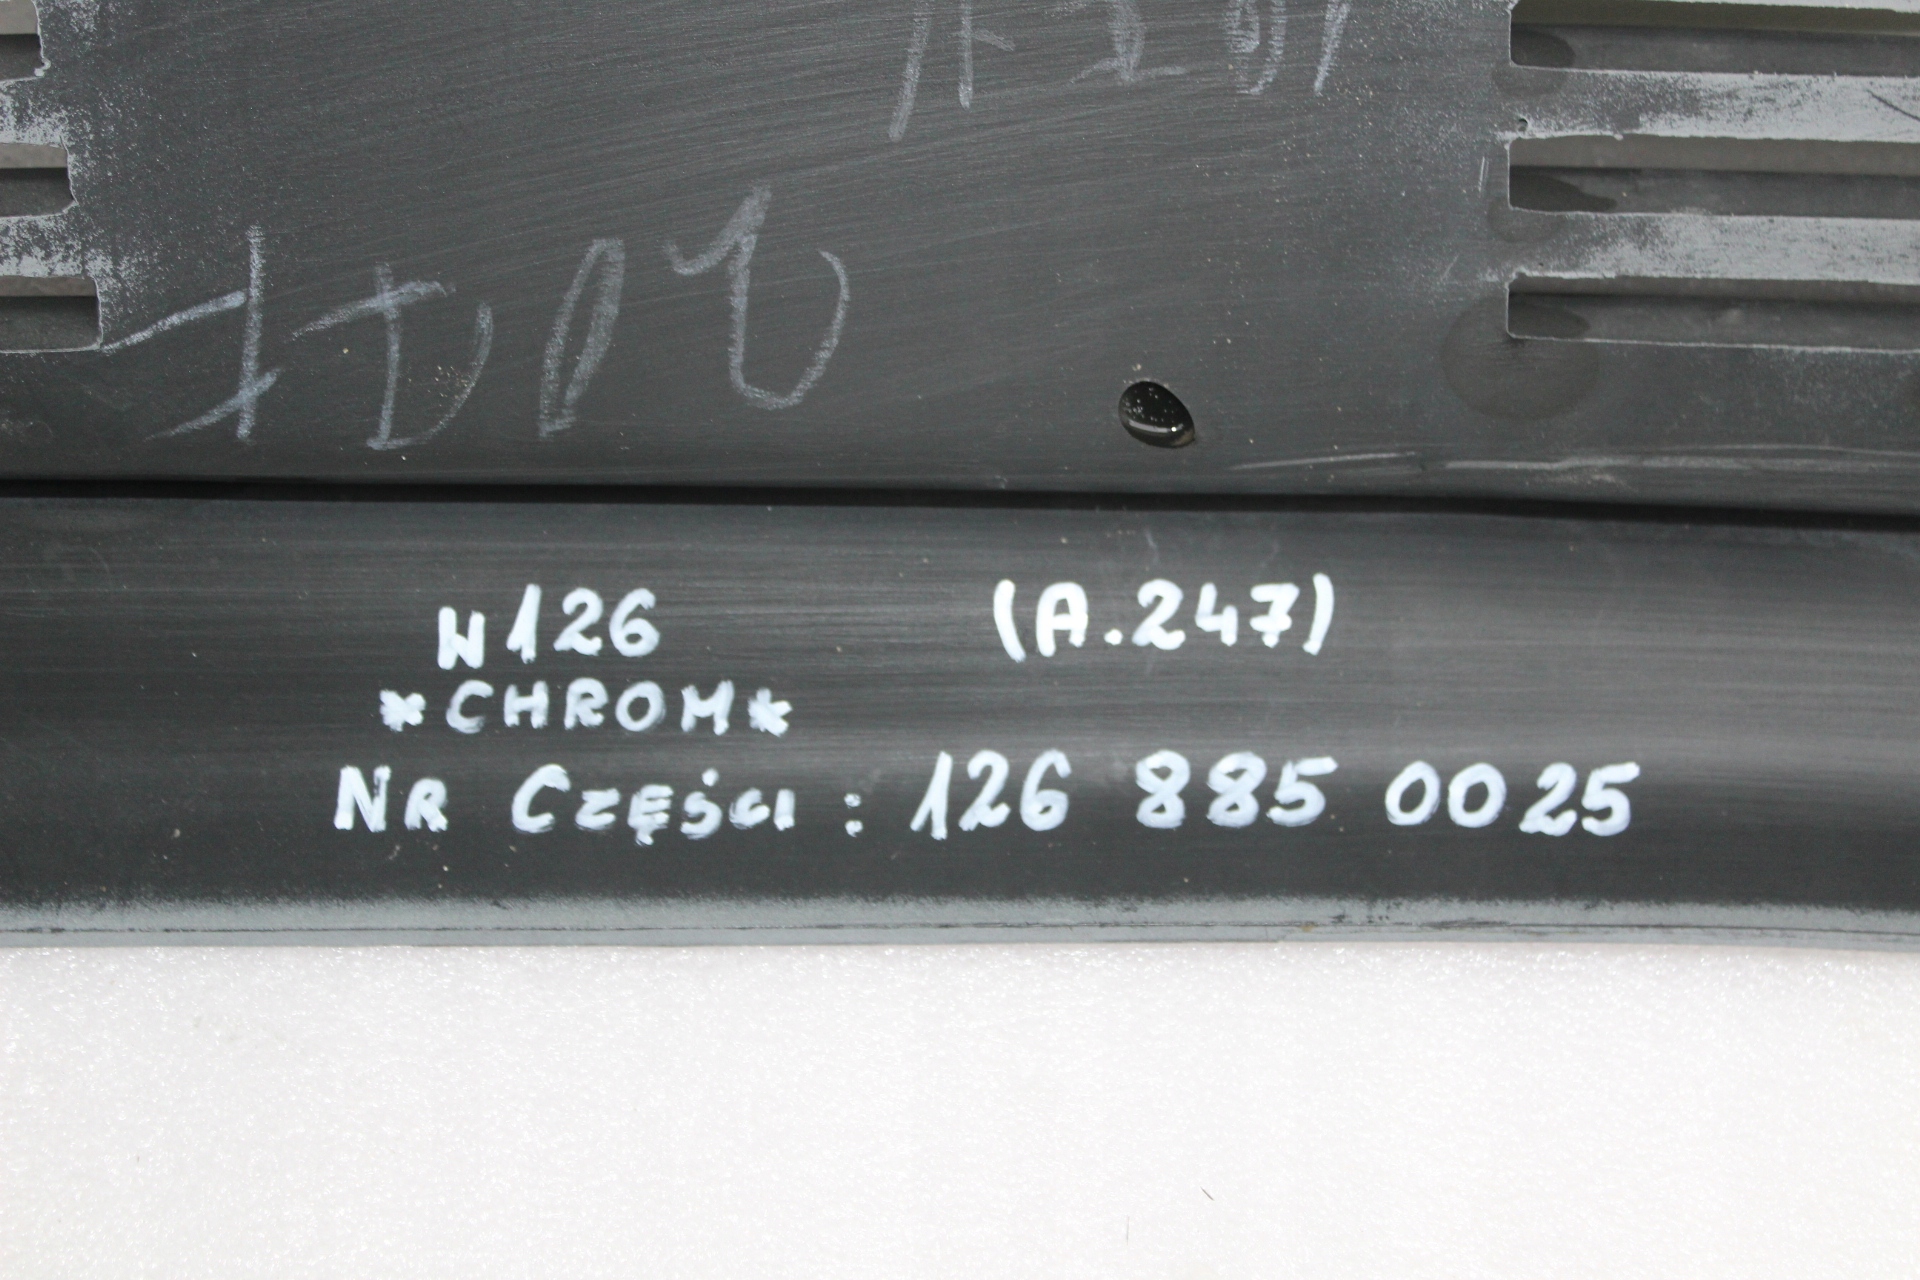 W126 (A.247)
*CHROM*
NR CZĘŚCI : 126 885 0025